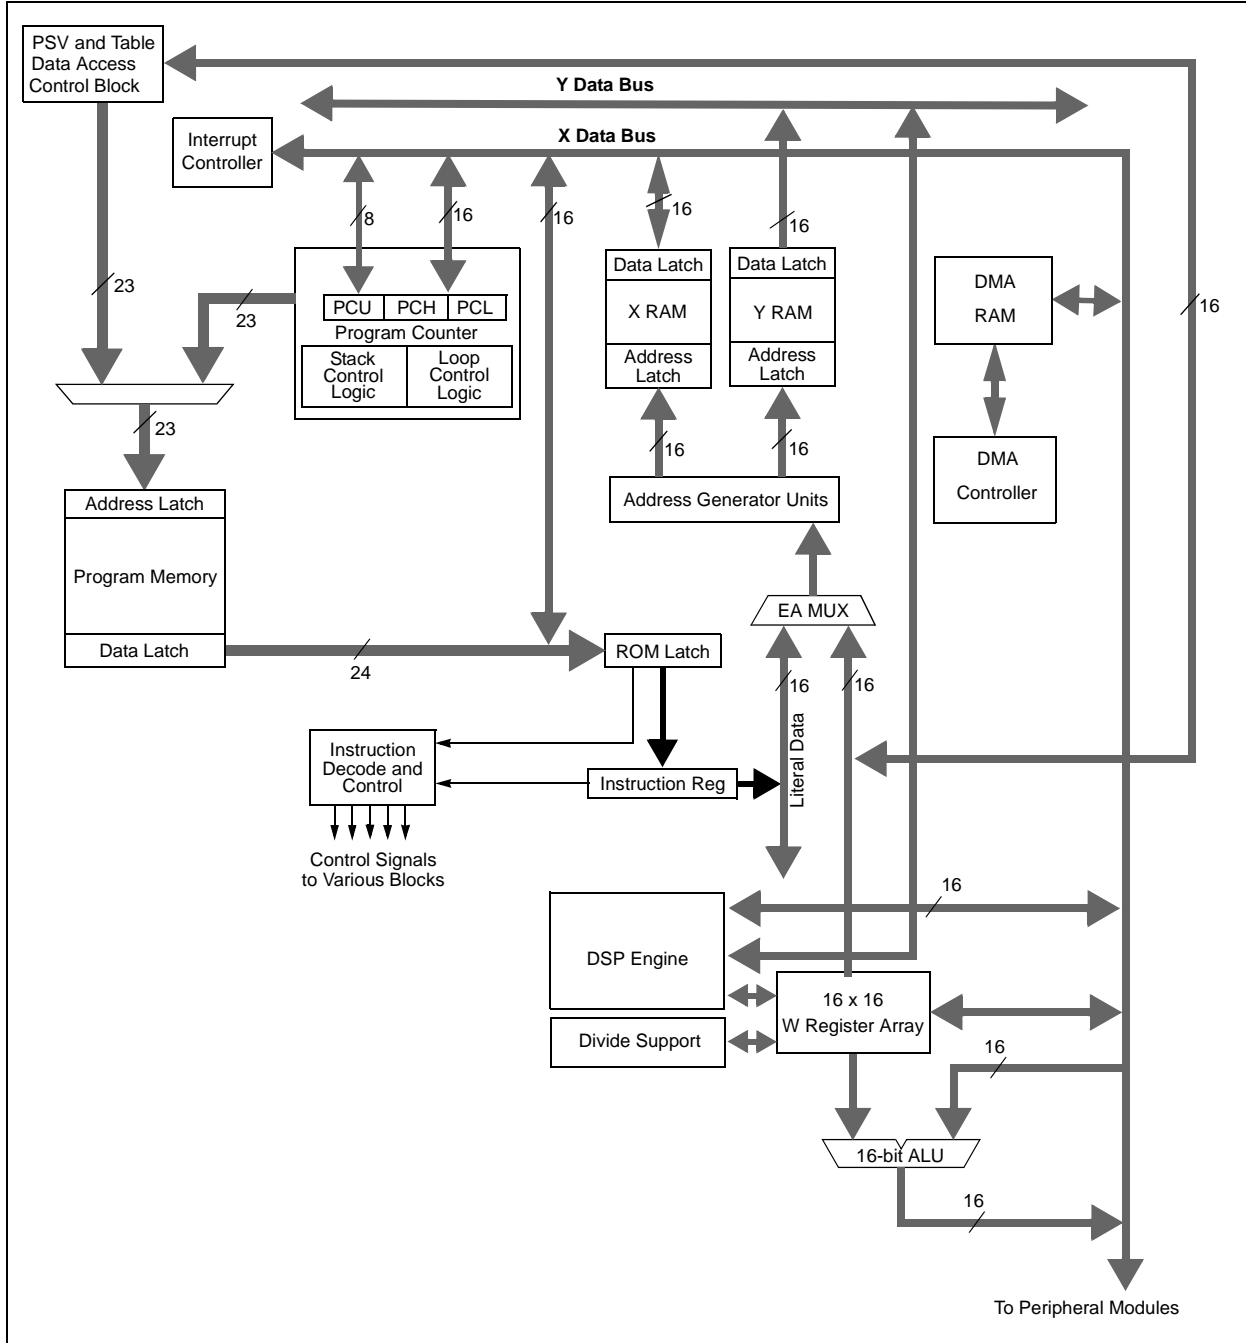 PSV and Table
Data Access
Control Block
Y Data Bus
X Data Bus
Interrupt
Controller
8
16
16
16
16
23
23
PCU
PCH
PCL
Program Counter
Stack
Control
Logic
Loop
Control
Logic
Data Latch
X RAM
Address
Latch
Data Latch
Y RAM
Address
Latch
DMA
RAM
16
23
16
16
DMA
Controller
Address Generator Units
Address Latch
Program Memory
Data Latch
24
EA MUX
ROM Latch
16
16
Literal Data
Instruction
Decode and
Control
Instruction Reg
Control Signals
to Various Blocks
16
DSP Engine
16 x 16
W Register Array
Divide Support
16
16-bit ALU
16
To Peripheral Modules